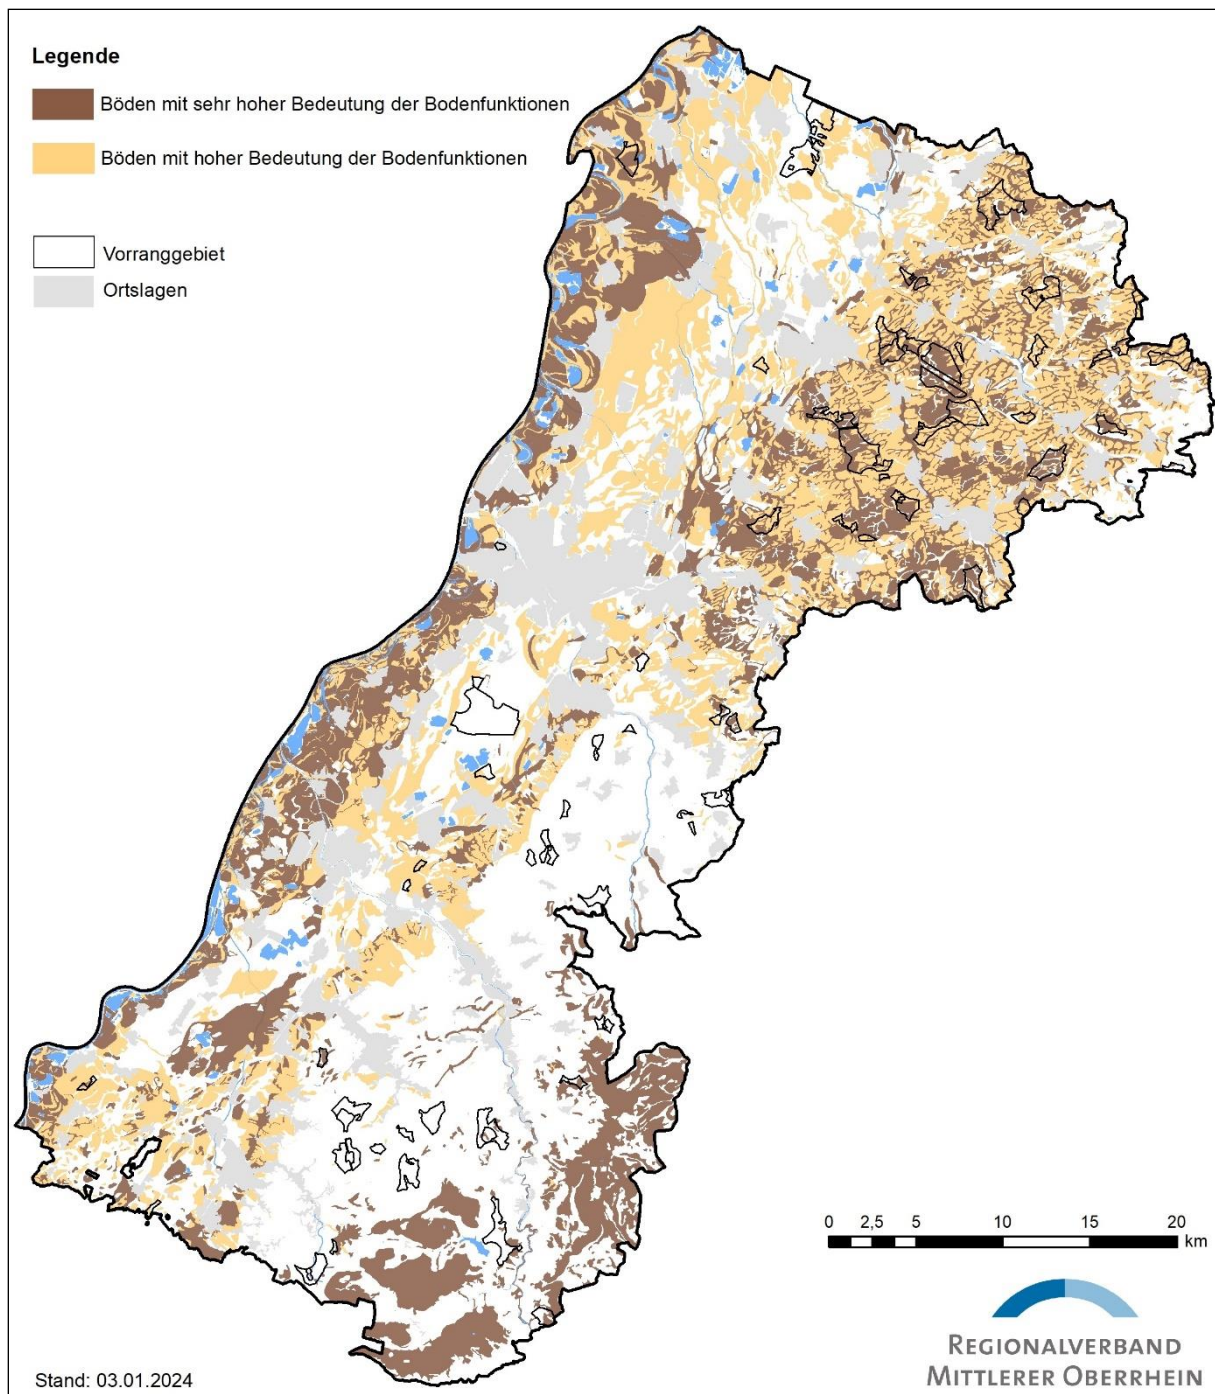 Legende
Böden mit sehr hoher Bedeutung der Bodenfunktionen
Böden mit hoher Bedeutung der Bodenfunktionen
Vorranggebiet
Ortslagen
0 2,5 5 10 15 20
km
REGIONALVERBAND
MITTLERER OBERRHEIN
Stand: 03.01.2024